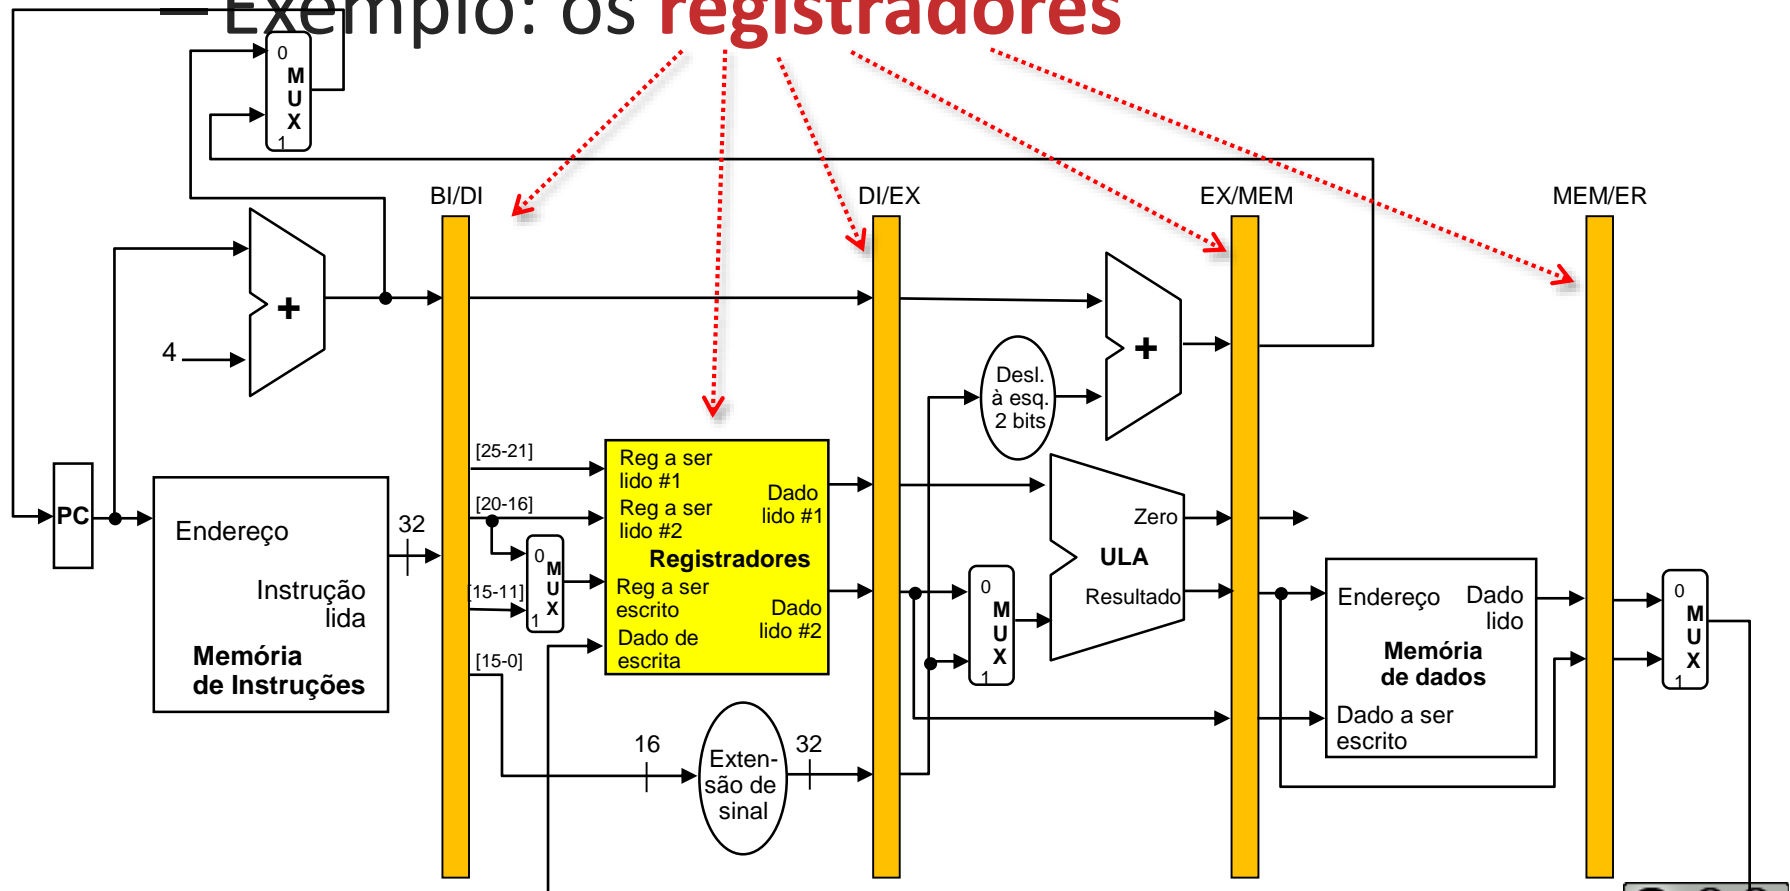 – Exemplo: os registradores
0
M
U
X
1
BI/DI
DI/EX
EX/MEM
MEM/ER
+
4
+
Desl.
à esq.
2 bits
PC
Endereço
Instrução
lida
Memória
de Instruções
32
[25-21]
[20-16]
[15-11]
[15-0]
0
M
U
X
1
Reg a ser
lido #1
Reg a ser
lido #2
Registradores
Reg a ser
escrito
Dado de
escrita
Dado
lido #1
Dado
lido #2
16
Exten-
são de
sinal
32
0
M
U
X
1
Zero
ULA
Resultado
Endereço
Dado
lido
Memória
de dados
Dado a ser
escrito
0
M
U
X
1